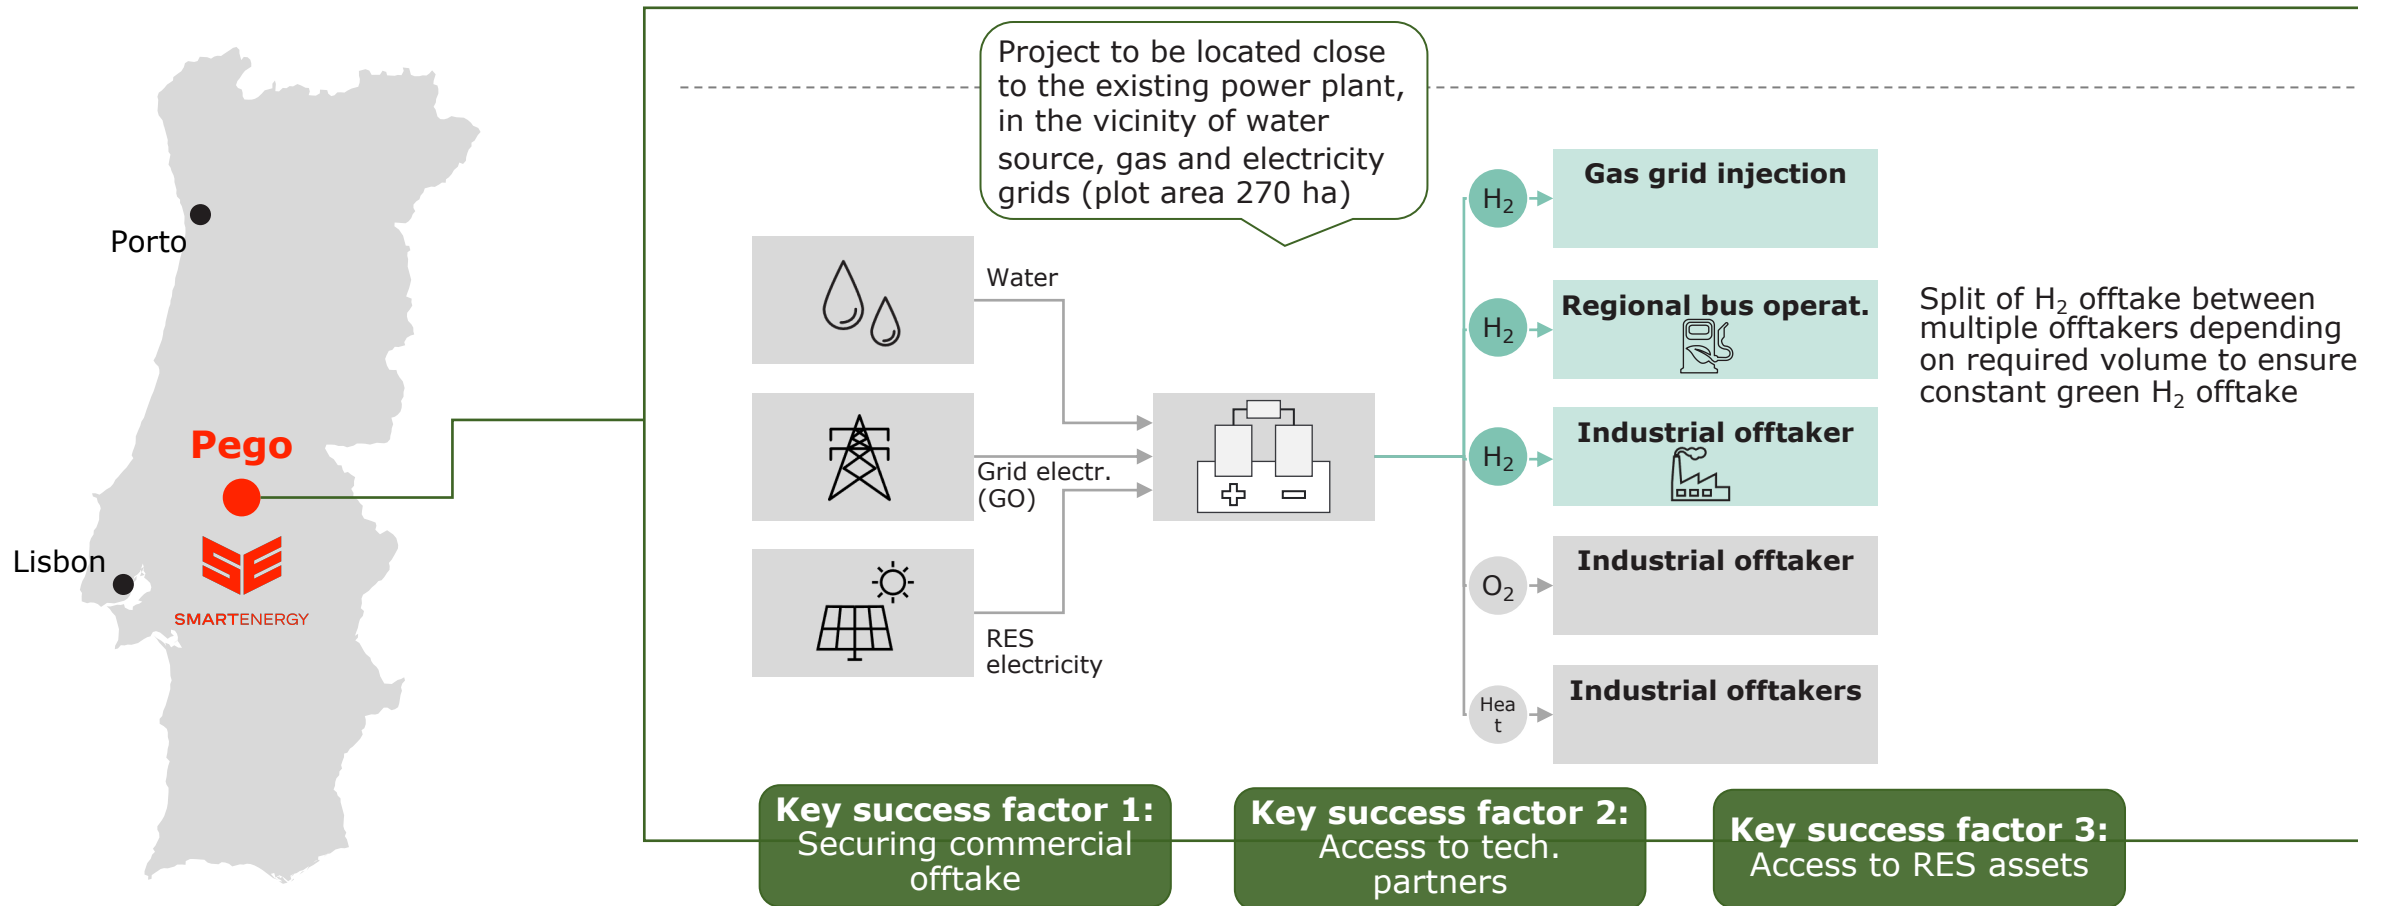 Project to be located close
to the existing power plant,
in the vicinity of water
source, gas and electricity
grids (plot area 270 ha)
Porto
Pego
Lisbon
SE
SMARTENERGY
Water
Grid electr.
(GO)
RES
electricity
H₂
Gas grid injection
H₂
Regional bus operat.
H₂
Industrial offtaker
O₂
Industrial offtaker
Hea
t
Industrial offtakers
Split of H₂ offtake between
multiple offtakers depending
on required volume to ensure
constant green H₂ offtake
Key success factor 1:
Securing commercial
offtake
Key success factor 2:
Access to tech.
partners
Key success factor 3:
Access to RES assets